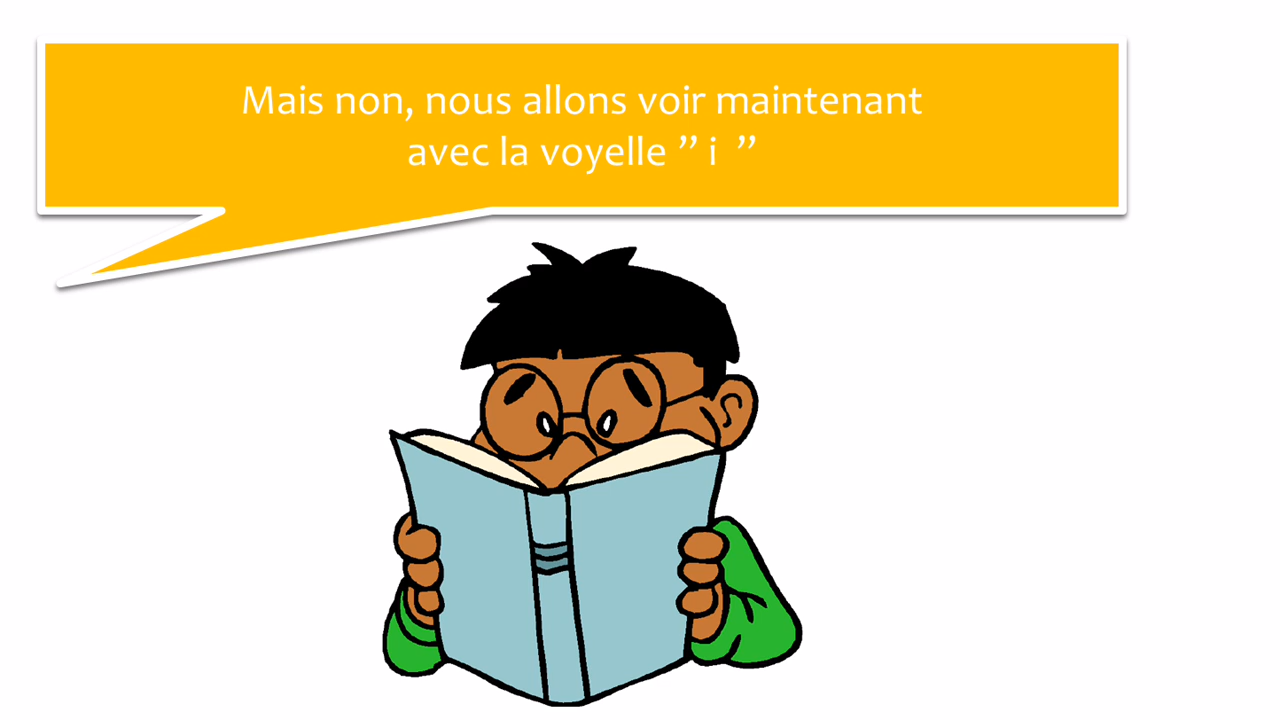 Mais non, nous allons voir maintenant
avec la voyelle ” i ”